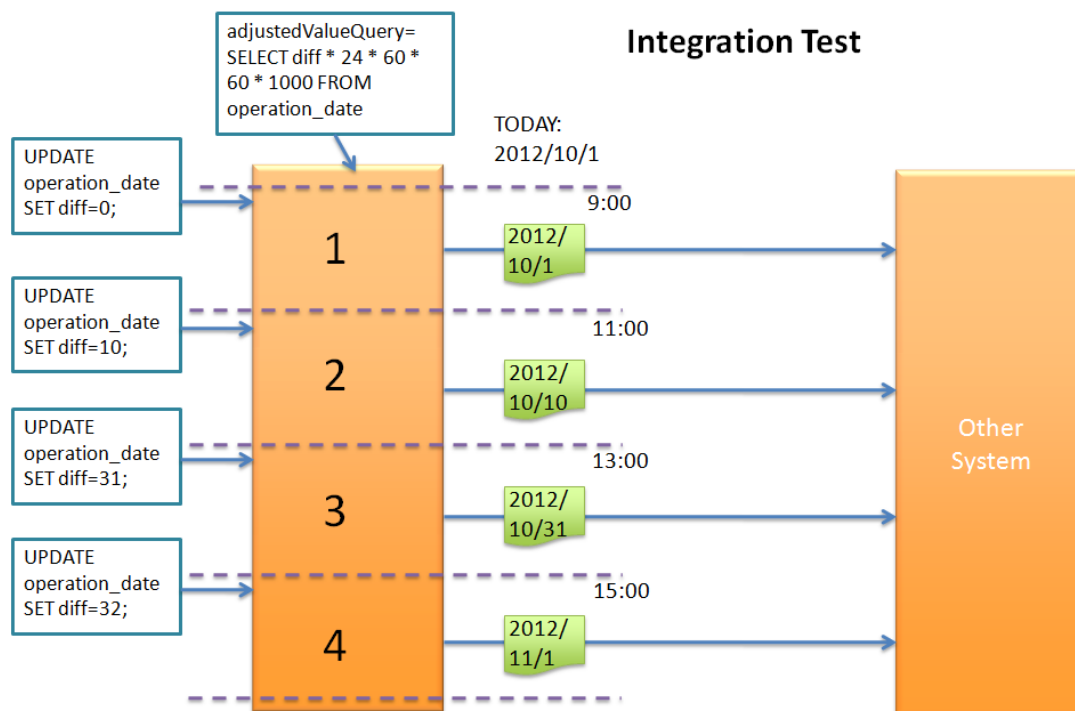 adjustedValueQuery=
SELECT diff * 24 * 60 *
60 * 1000 FROM
operation_date
Integration Test
TODAY:
2012/10/1
UPDATE
operation_date
SET diff=0;
9:00
1
2012/
10/1
UPDATE
operation_date
SET diff=10;
11:00
2
2012/
10/10
UPDATE
operation_date
SET diff=31;
13:00
3
2012/
10/31
Other
System
UPDATE
operation_date
SET diff=32;
15:00
4
2012/
11/1